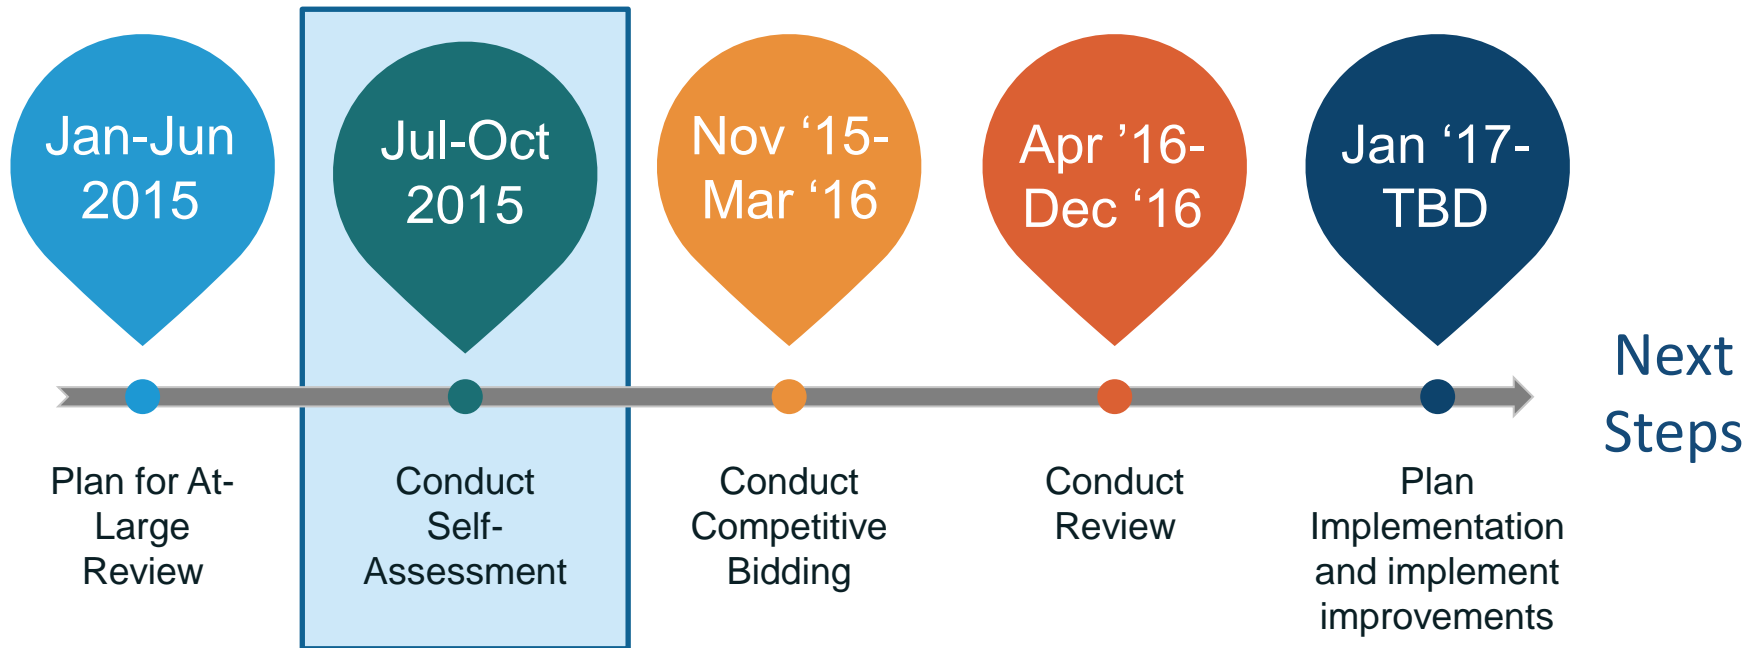 Jan-Jun
2015
Jul-Oct
2015
Nov ‘15-
Mar ‘16
Apr ’16-
Dec ‘16
Jan ‘17-
TBD
Next
Steps
Plan for At-
Large
Review
Conduct
Self-
Assessment
Conduct
Competitive
Bidding
Conduct
Review
Plan
Implementation
and implement
improvements